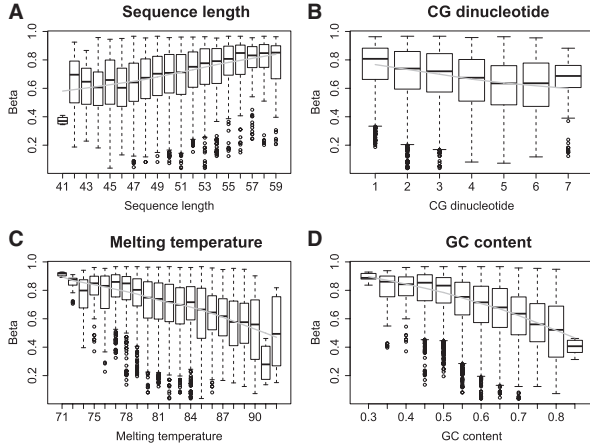 A Sequence length
1.0
0.8
0.6
0.4
0.2
Beta
41 43 45 47 49 51 53 55 57 59
Sequence length
B CG dinucleotide
1.0
0.8
0.6
0.4
0.2
Beta
1 2 3 4 5 6 7
CG dinucleotide
C Melting temperature
1.0
0.8
0.6
0.4
0.2
Beta
71 75 78 81 84 87 90
Melting temperature
D GC content
1.0
0.8
0.6
0.4
0.2
Beta
0.3 0.4 0.5 0.6 0.7 0.8
GC content